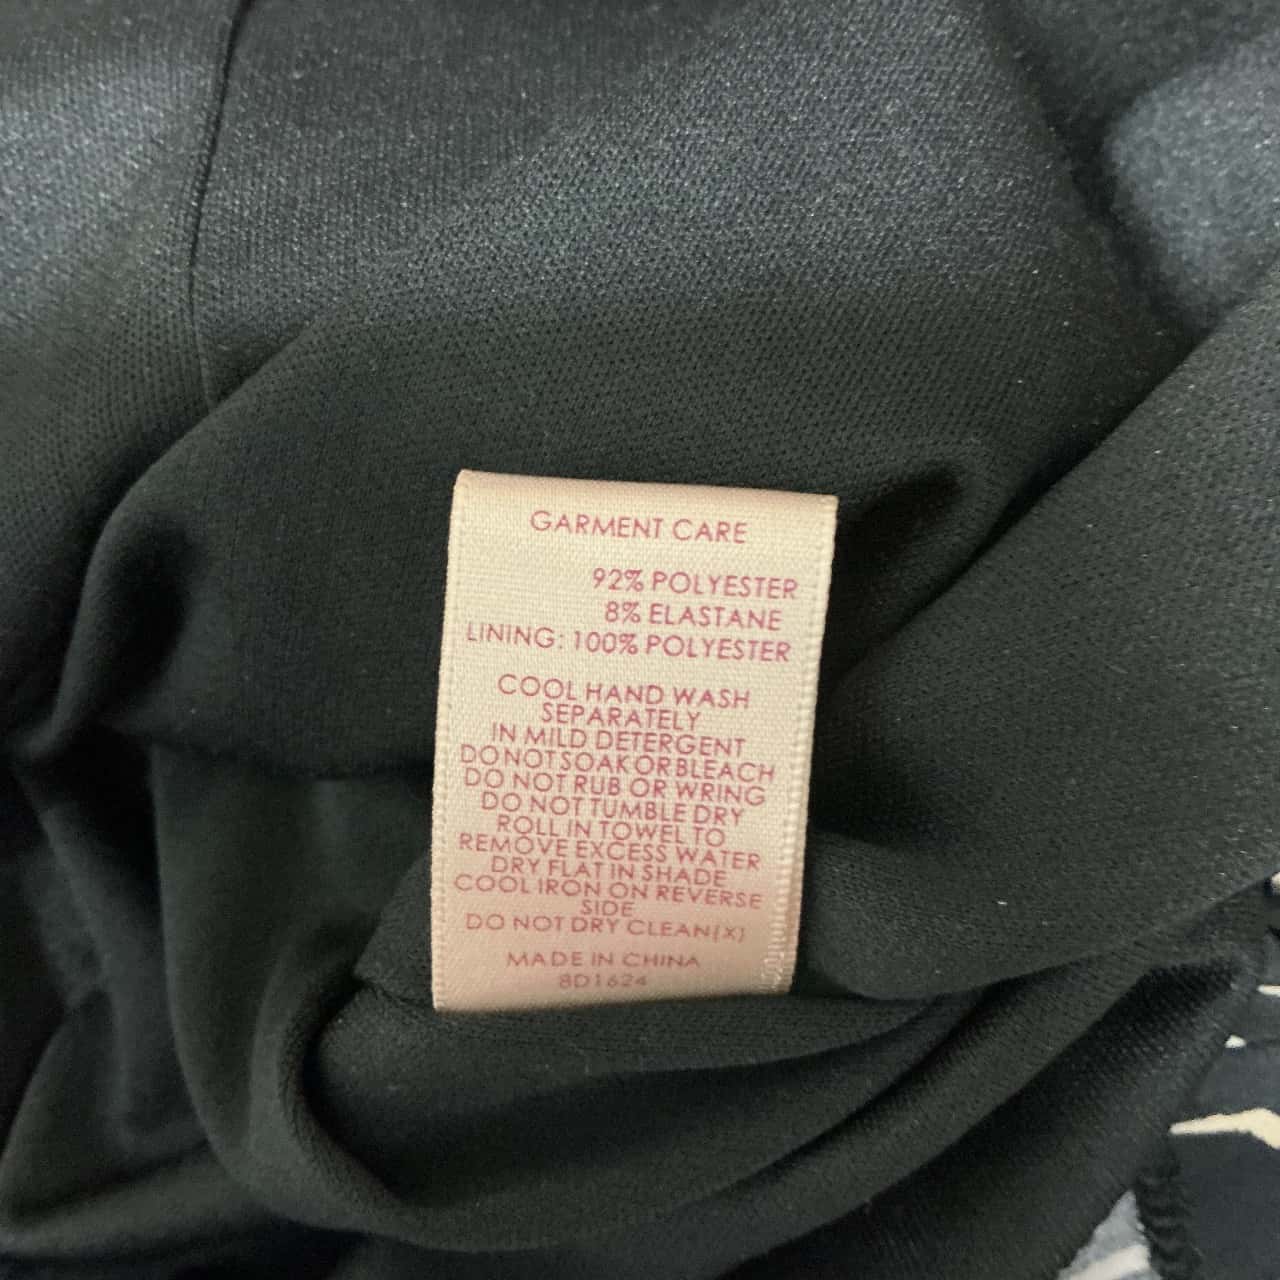 GARMENT CARE
92% POLYESTER
8% ELASTANE
LINING: 100% POLYESTER
COOL HAND WASH
SEPARATELY
IN MILD DETERGENT
DO NOT SOAK OR BLEACH
DO NOT RUB OR WRING
DO NOT TUMBLE DRY
ROLL IN TOWEL TO
REMOVE EXCESS WATER
DRY FLAT IN SHADE
COOL IRON ON REVERSE
SIDE
DO NOT DRY CLEAN(X)
MADE IN CHINA
8D1624